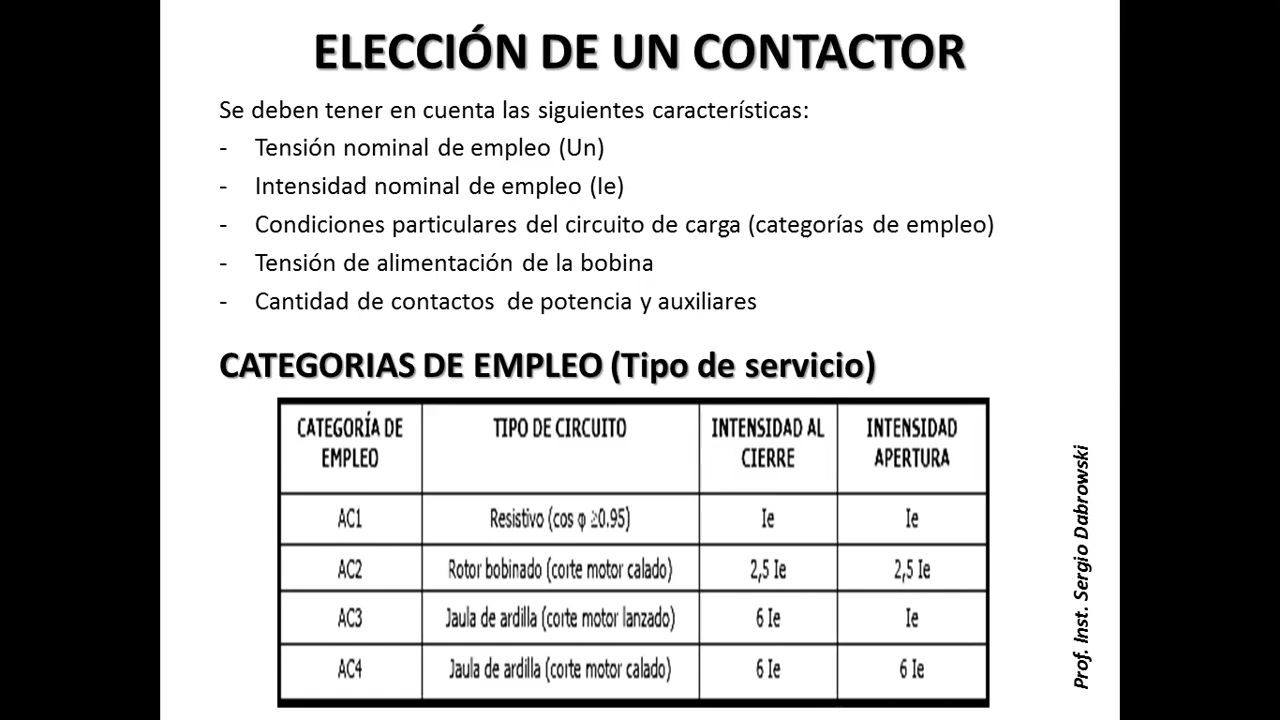 ELECCIÓN DE UN CONTACTOR
Se deben tener en cuenta las siguientes características:
- Tensión nominal de empleo (Un)
- Intensidad nominal de empleo (Ie)
- Condiciones particulares del circuito de carga (categorías de empleo)
- Tensión de alimentación de la bobina
- Cantidad de contactos de potencia y auxiliares
CATEGORIAS DE EMPLEO (Tipo de servicio)
CATEGORÍA DE EMPLEO TIPO DE CIRCUITO INTENSIDAD AL CIERRE INTENSIDAD APERTURA
AC1 Resistivo (cos φ ≥0.95) Ie Ie
AC2 Rotor bobinado (corte motor calado) 2,5 Ie 2,5 Ie
AC3 Jaula de ardilla (corte motor lanzado) 6 Ie Ie
AC4 Jaula de ardilla (corte motor calado) 6 Ie 6 Ie
Prof. Inst. Sergio Dabrowski